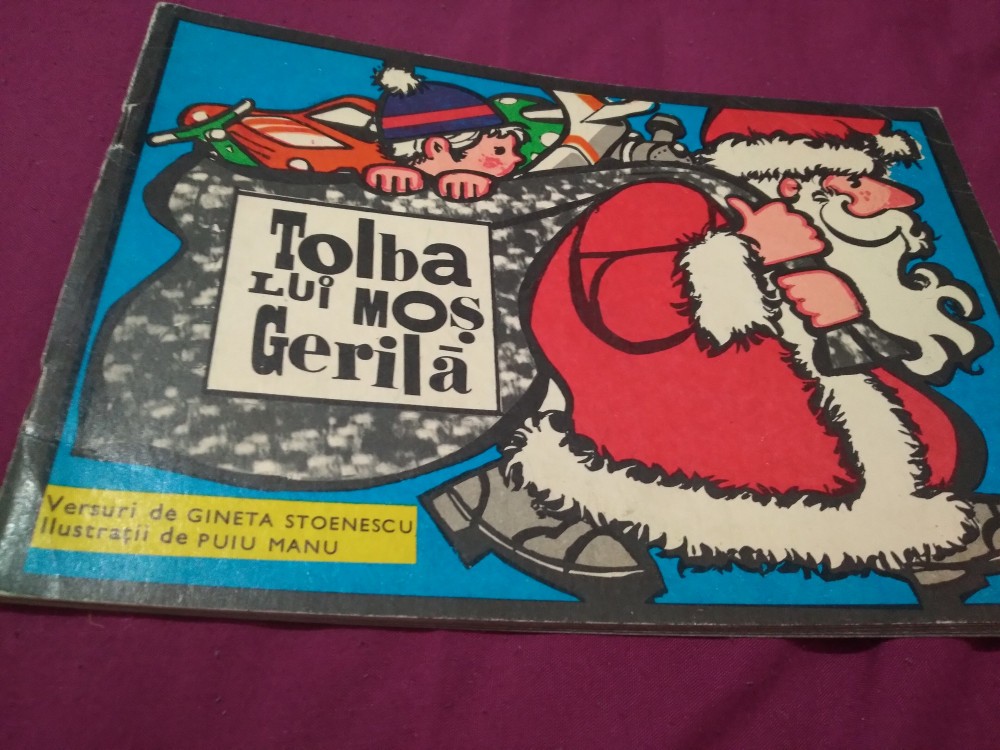 Tolba
LUi MOȘ
Gerilă
Versuri de GINETA STOENESCU
Ilustrații de PUIU MANU